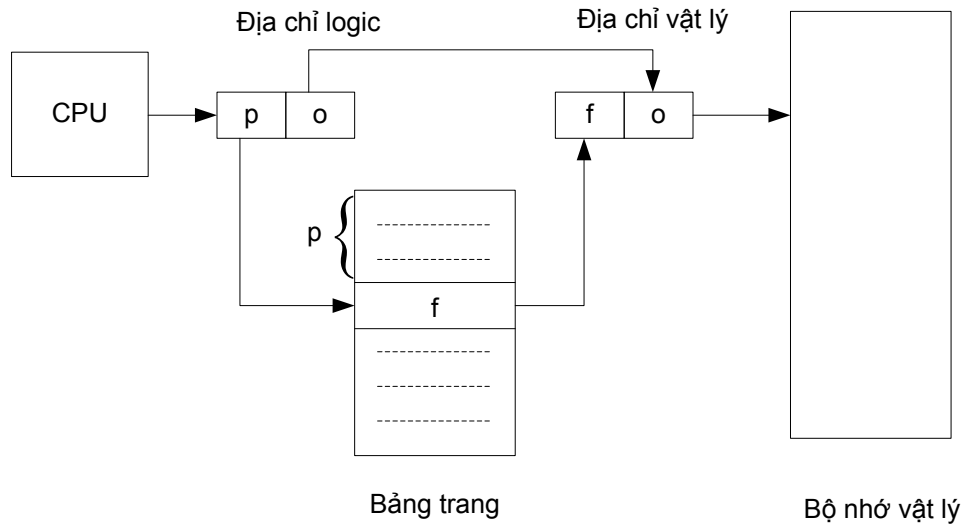 Địa chỉ logic
Địa chỉ vật lý
CPU
p
o
f
o
p
f
Bảng trang
Bộ nhớ vật lý